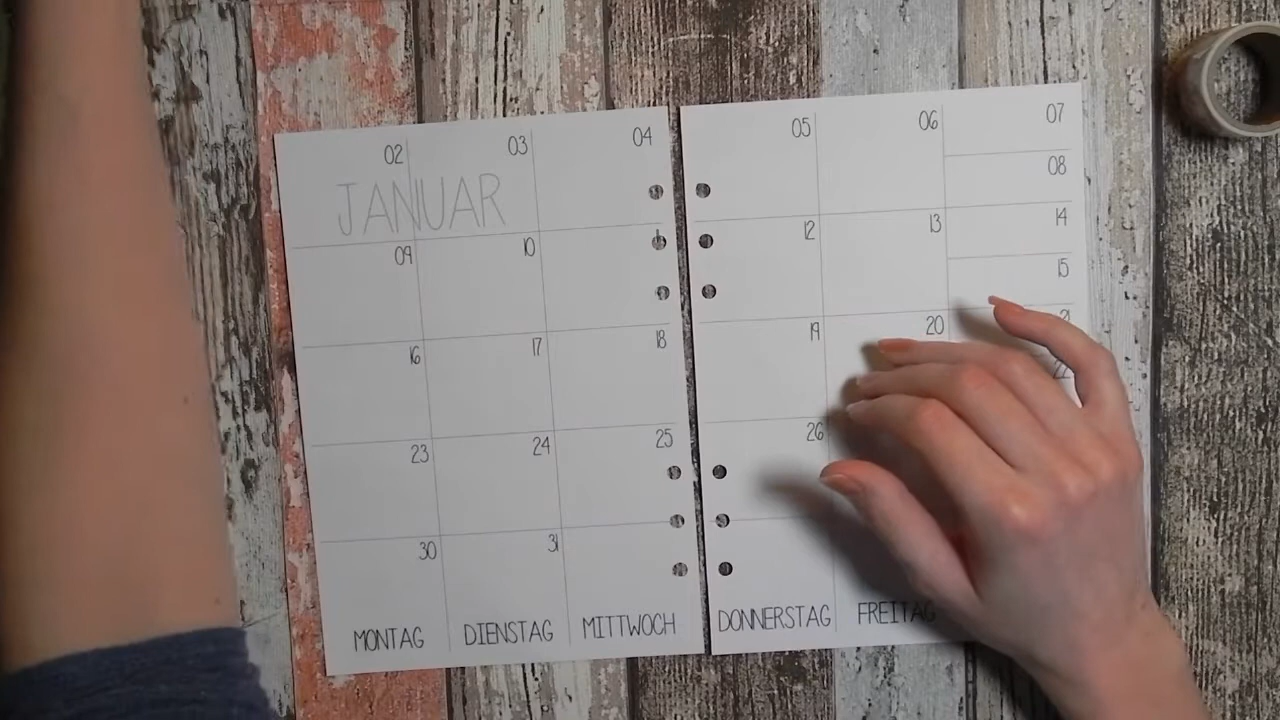 02 03 04 05 06 07
08
JANUAR
09 10 12 13 14
15
16 17 18 19 20
23 24 25 26
30 31
MONTAG DIENSTAG MITTWOCH DONNERSTAG FREITAG